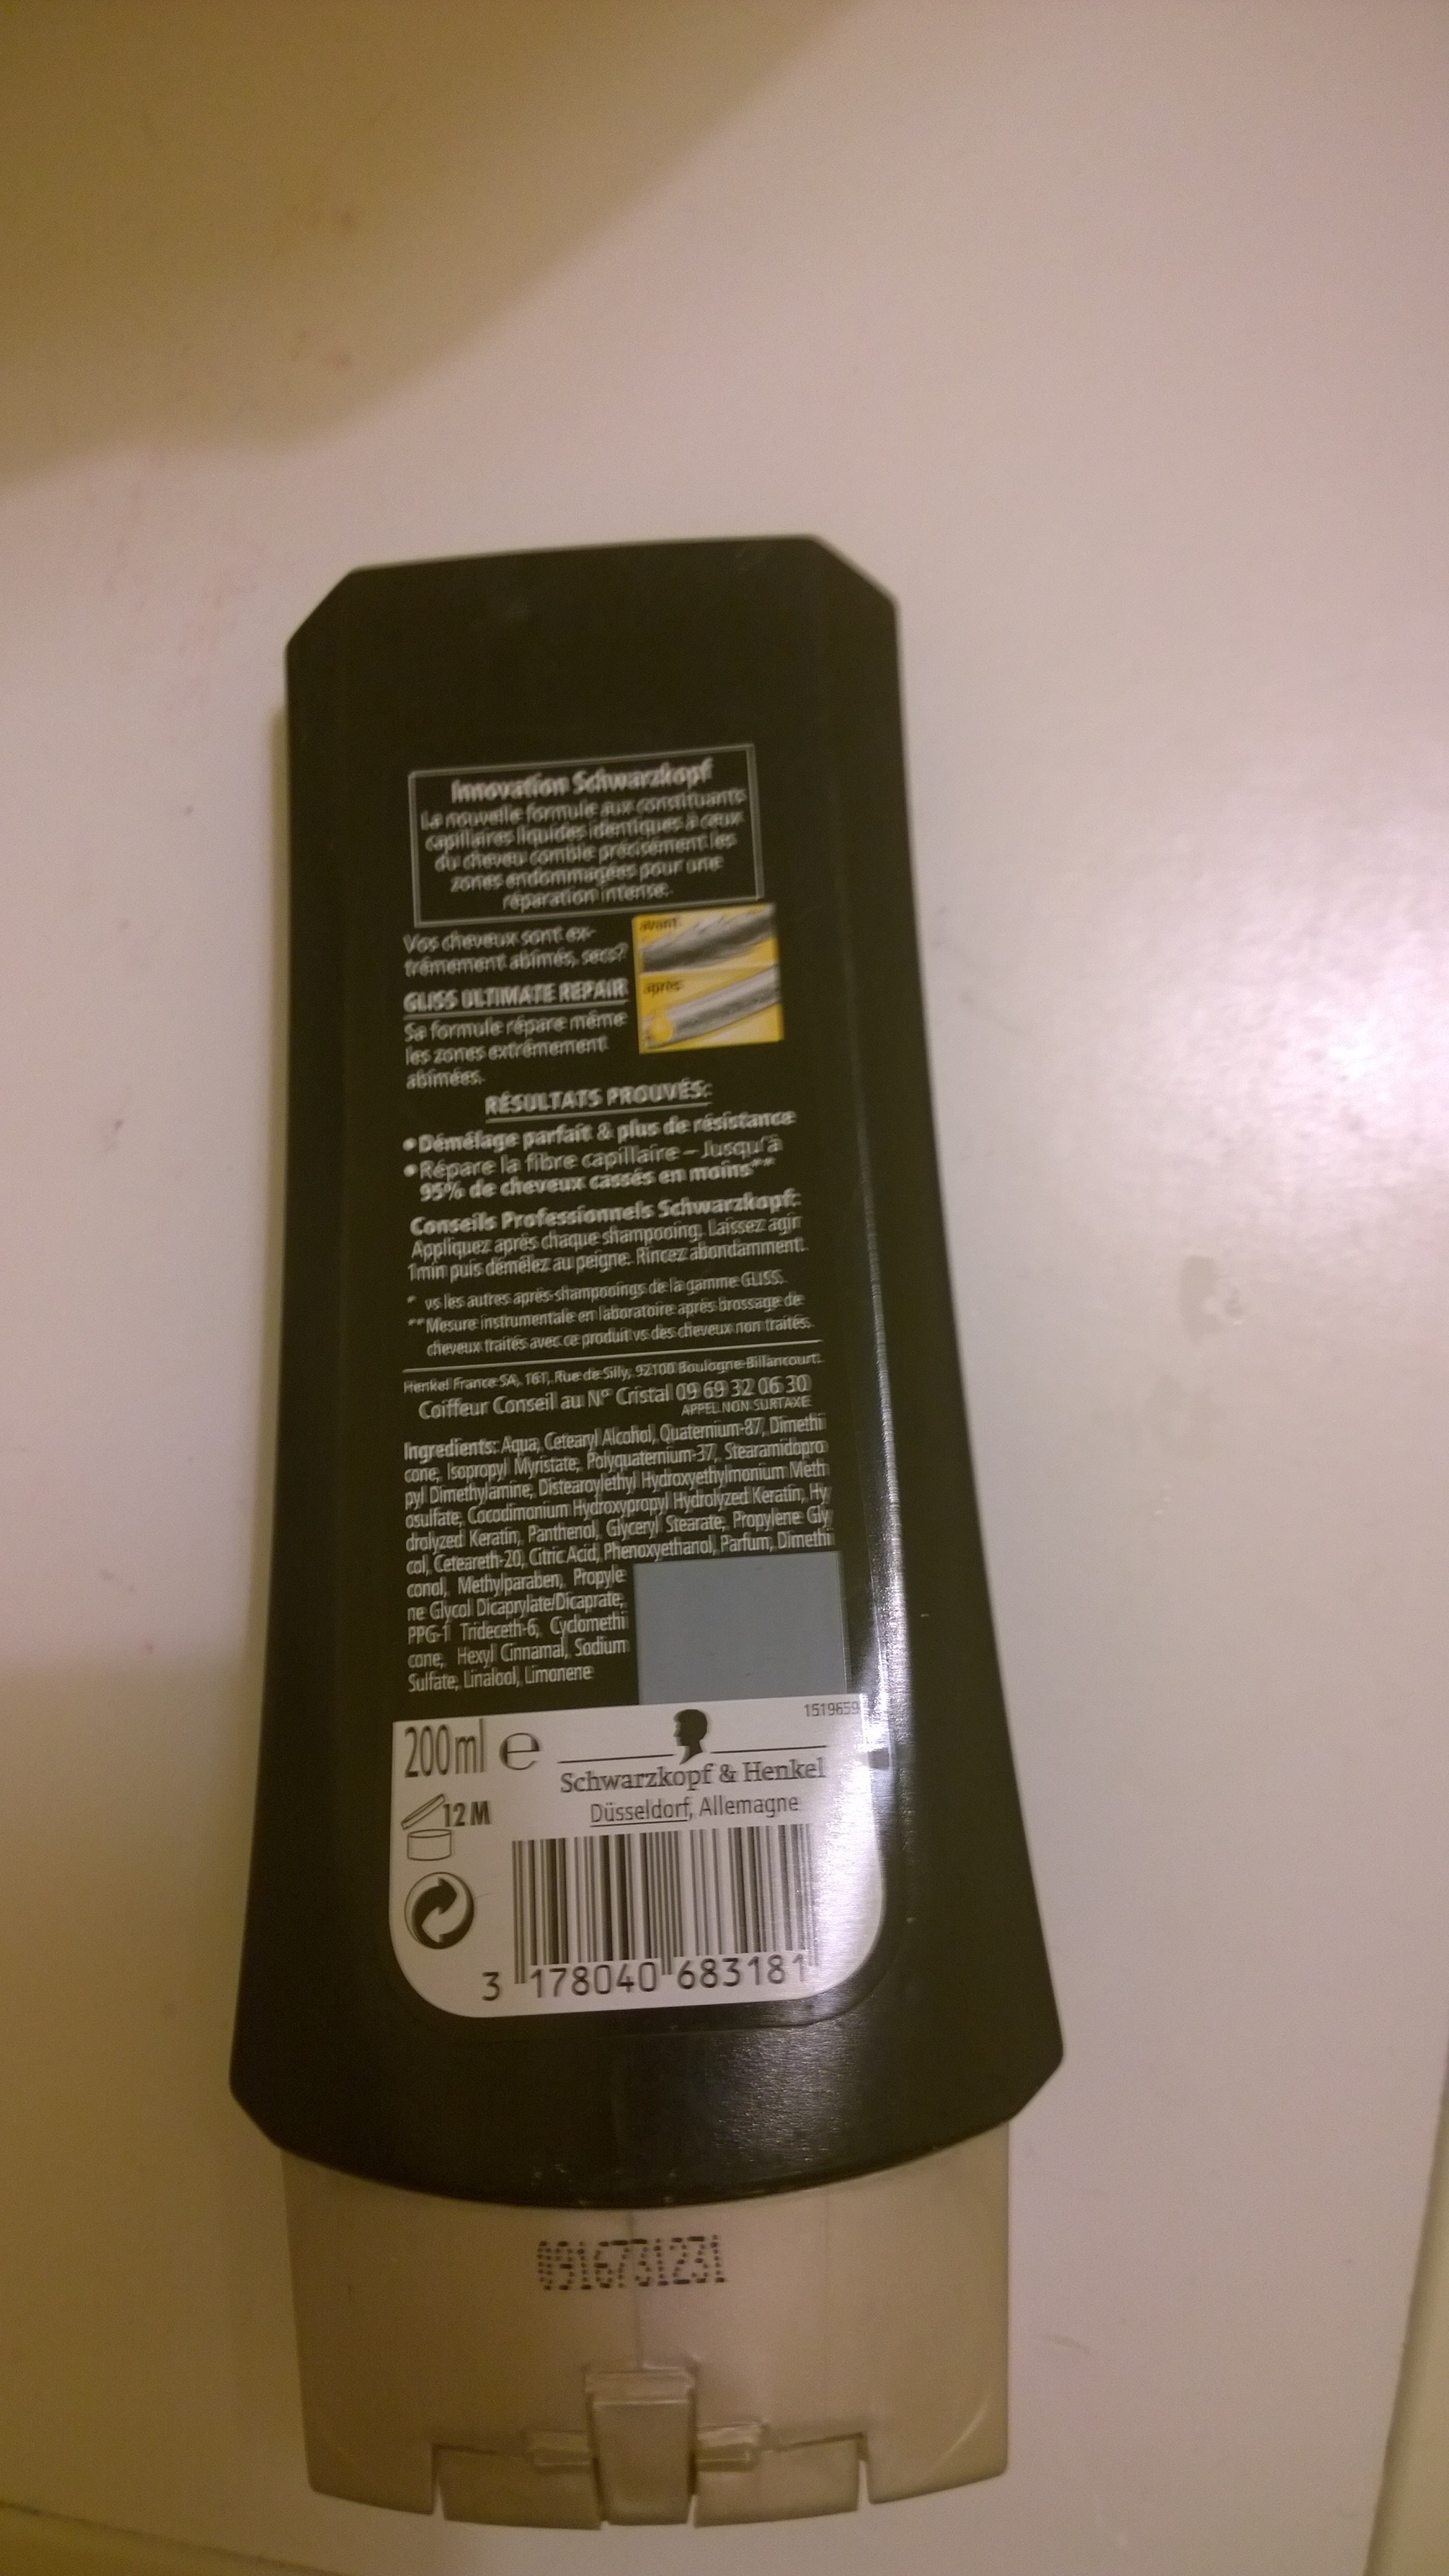 Innovation Schwarzkopf
La nouvelle formule aux constituants
capillaires liquides identiques à ceux
du cheveu comble précisément les
zones endommagées pour une
réparation intense.
Vos cheveux sont ex-
trêmement abîmés, secs?
avant:
après:
GLISS ULTIMATE REPAIR
Sa formule répare même
les zones extrêmement
abîmées.
RÉSULTATS PROUVÉS:
• Démêlage parfait & plus de résistance
• Répare la fibre capillaire – Jusqu'à
95% de cheveux cassés en moins**
Conseils Professionnels Schwarzkopf:
Appliquez après chaque shampooing. Laissez agir
1min puis démêlez au peigne. Rincez abondamment.
* vs les autres après-shampooings de la gamme GLISS.
** Mesure instrumentale en laboratoire après brossage de
cheveux traités avec ce produit vs des cheveux non traités.
Henkel France SA, 161, Rue de Silly, 92100 Boulogne-Billancourt.
Coiffeur Conseil au N° Cristal 09 69 32 06 30
APPEL NON SURTAXE
Ingredients: Aqua, Cetearyl Alcohol, Quaternium-87, Dimethi
cone, Isopropyl Myristate, Polyquaternium-37, Stearamidopro
pyl Dimethylamine, Distearoylethyl Hydroxyethylmonium Meth
osulfate, Cocodimonium Hydroxypropyl Hydrolyzed Keratin, Hy
drolyzed Keratin, Panthenol, Glyceryl Stearate, Propylene Gly
col, Ceteareth-20, Citric Acid, Phenoxyethanol, Parfum, Dimethi
conol, Methylparaben, Propyle
ne Glycol Dicaprylate/Dicaprate,
PPG-1 Trideceth-6, Cyclomethi
cone, Hexyl Cinnamal, Sodium
Sulfate, Linalool, Limonene
1519659
200 ml e
Schwarzkopf & Henkel
Düsseldorf, Allemagne
12 M
3 178040 683181
0916731231